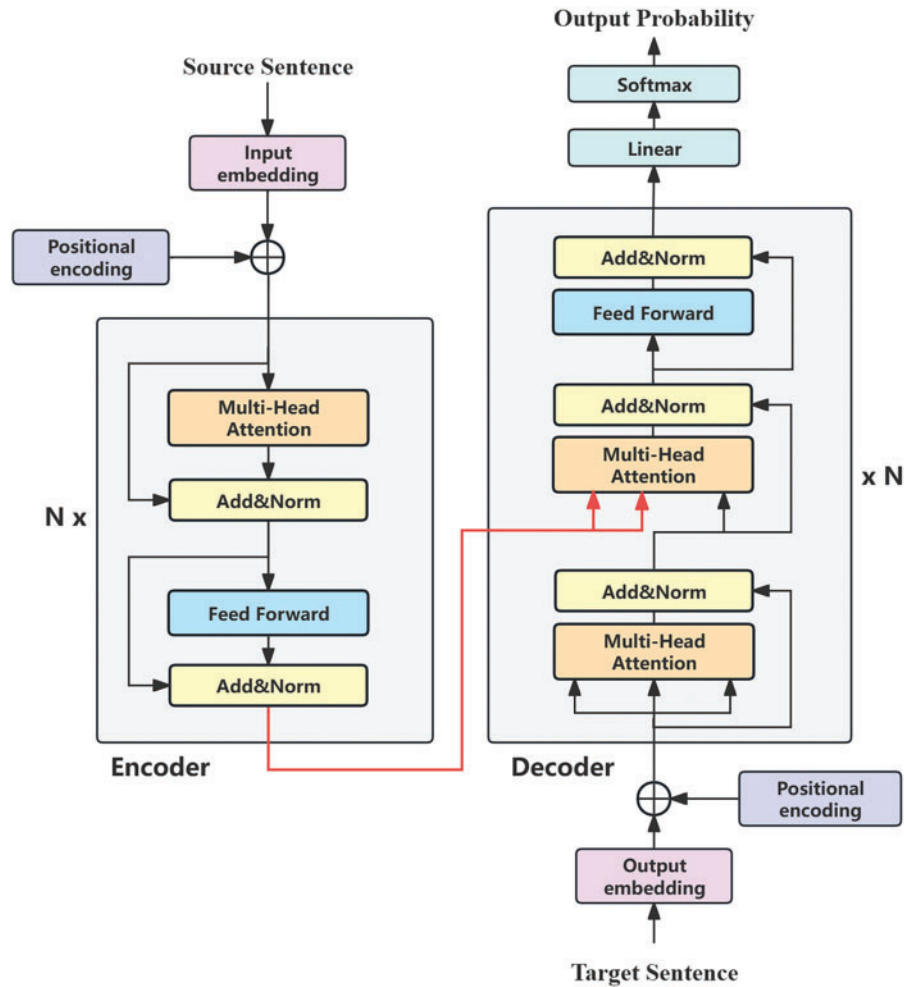 Source Sentence
Input
embedding
Positional
encoding
Multi-Head
Attention
Add&Norm
N x
Feed Forward
Add&Norm
Encoder
Output Probability
Softmax
Linear
Add&Norm
Feed Forward
Add&Norm
Multi-Head
Attention
x N
Add&Norm
Multi-Head
Attention
Decoder
Positional
encoding
Output
embedding
Target Sentence